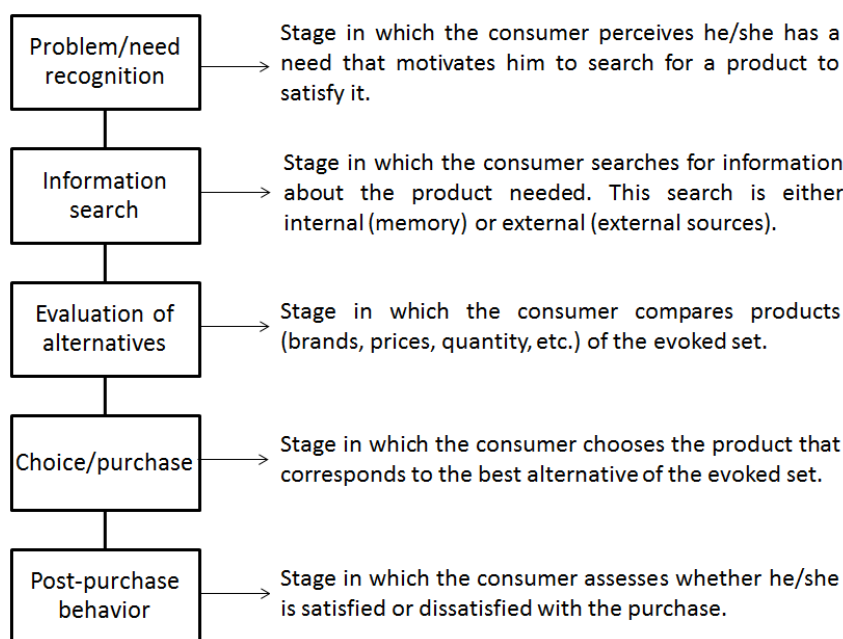 Problem/need
recognition
Stage in which the consumer perceives he/she has a
need that motivates him to search for a product to
satisfy it.
Information
search
Stage in which the consumer searches for information
about the product needed. This search is either
internal (memory) or external (external sources).
Evaluation of
alternatives
Stage in which the consumer compares products
(brands, prices, quantity, etc.) of the evoked set.
Choice/purchase
Stage in which the consumer chooses the product that
corresponds to the best alternative of the evoked set.
Post-purchase
behavior
Stage in which the consumer assesses whether he/she
is satisfied or dissatisfied with the purchase.